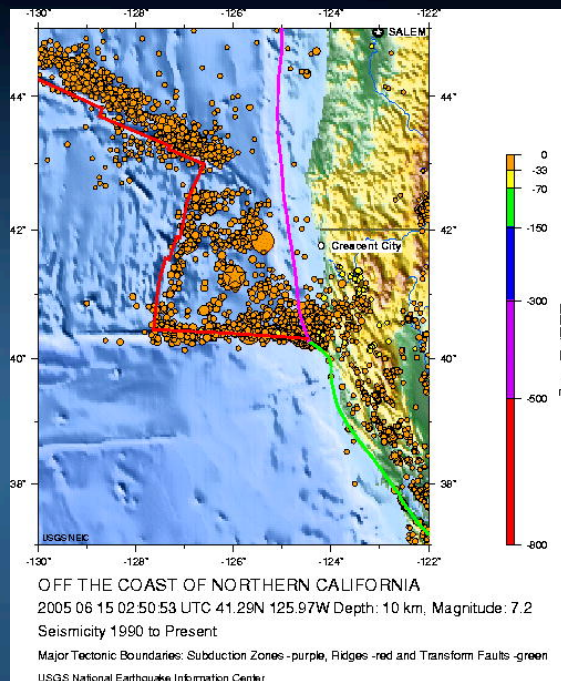 -130° -128° -126° -124° -122°
SALEM
44° 44°
42° 42°
Crescent City
40° 40°
38° 38°
USGS NEIC
-130° -128° -126° -124° -122°
0
-33
-70
-150
-300
-500
-800
OFF THE COAST OF NORTHERN CALIFORNIA
2005 06 15 02:50:53 UTC 41.29N 125.97W Depth: 10 km, Magnitude: 7.2
Seismicity 1990 to Present
Major Tectonic Boundaries: Subduction Zones -purple, Ridges -red and Transform Faults -green
USGS National Earthquake Information Center